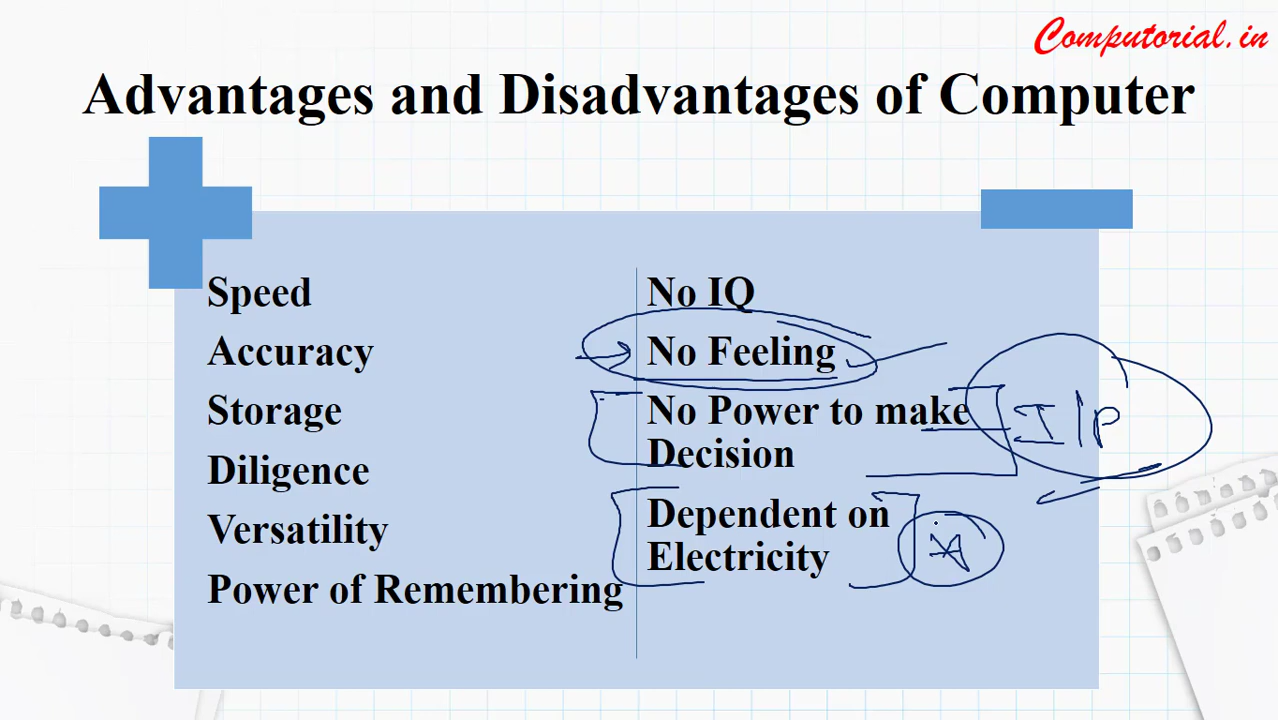 Computorial.in
Advantages and Disadvantages of Computer
Speed
Accuracy
Storage
Diligence
Versatility
Power of Remembering
No IQ
No Feeling
No Power to make
Decision
I/P
Dependent on
Electricity